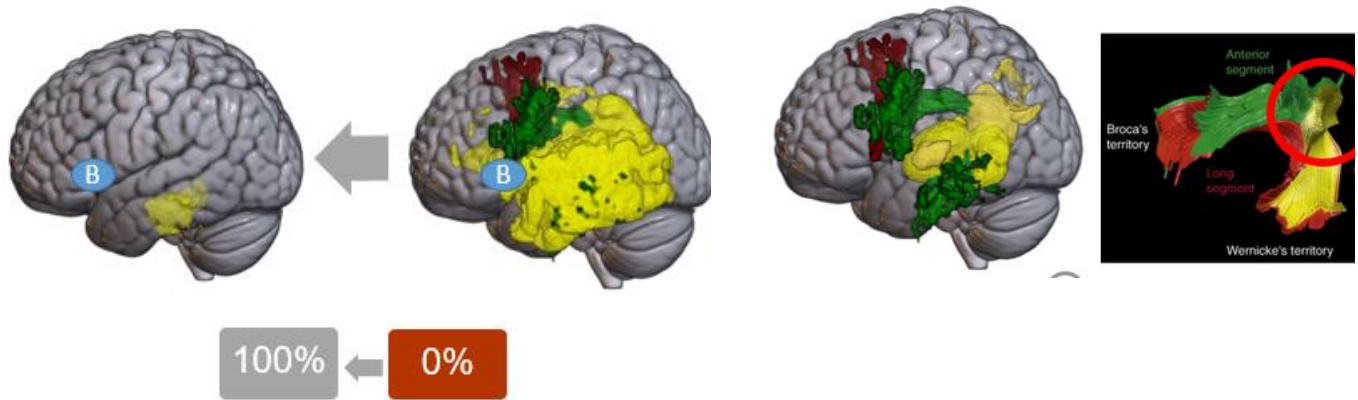 B
B
Anterior
segment
Broca's
territory
Long
segment
Wernicke's territory
100%
0%